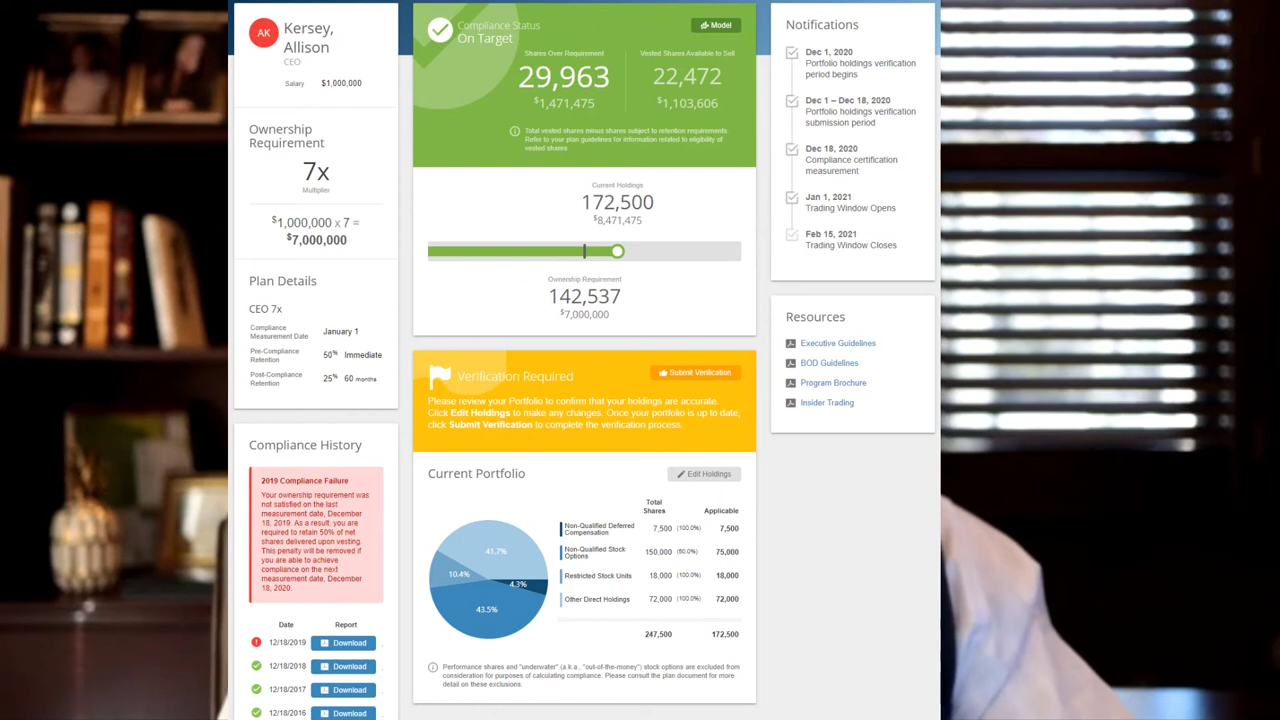 AK
Kersey,
Allison
CEO
Salary $1,000,000
Ownership
Requirement
7x
Multiplier
$1,000,000 x 7 =
$7,000,000
Plan Details
CEO 7x
Compliance
Measurement Date January 1
Pre-Compliance
Retention 50% Immediate
Post-Compliance
Retention 25% 60 months
Compliance History
2019 Compliance Failure
Your ownership requirement was
not satisfied on the last
measurement date, December
18, 2019. As a result, you are
required to retain 50% of net
shares delivered upon vesting.
This penalty will be removed if
you are able to achieve
compliance on the next
measurement date, December
18, 2020.
Date Report
12/18/2019 Download
12/18/2018 Download
12/18/2017 Download
12/18/2016 Download
Compliance Status
On Target
Model
Shares Over Requirement
29,963
$1,471,475
Vested Shares Available to Sell
22,472
$1,103,606
Total vested shares minus shares subject to retention requirements.
Refer to your plan guidelines for information related to eligibility of
vested shares
Current Holdings
172,500
$8,471,475
Ownership Requirement
142,537
$7,000,000
Verification Required
Submit Verification
Please review your Portfolio to confirm that your holdings are accurate.
Click Edit Holdings to make any changes. Once your portfolio is up to date,
click Submit Verification to complete the verification process.
Current Portfolio
Edit Holdings
41.7%
10.4%
4.3%
43.5%
Total
Shares Applicable
Non-Qualified Deferred
Compensation 7,500 (100.0%) 7,500
Non-Qualified Stock
Options 150,000 (50.0%) 75,000
Restricted Stock Units 18,000 (100.0%) 18,000
Other Direct Holdings 72,000 (100.0%) 72,000
247,500 172,500
Performance shares and "underwater" (a.k.a., "out-of-the-money") stock options are excluded from
consideration for purposes of calculating compliance. Please consult the plan document for more
detail on these exclusions.
Notifications
Dec 1, 2020
Portfolio holdings verification
period begins
Dec 1 – Dec 18, 2020
Portfolio holdings verification
submission period
Dec 18, 2020
Compliance certification
measurement
Jan 1, 2021
Trading Window Opens
Feb 15, 2021
Trading Window Closes
Resources
Executive Guidelines
BOD Guidelines
Program Brochure
Insider Trading